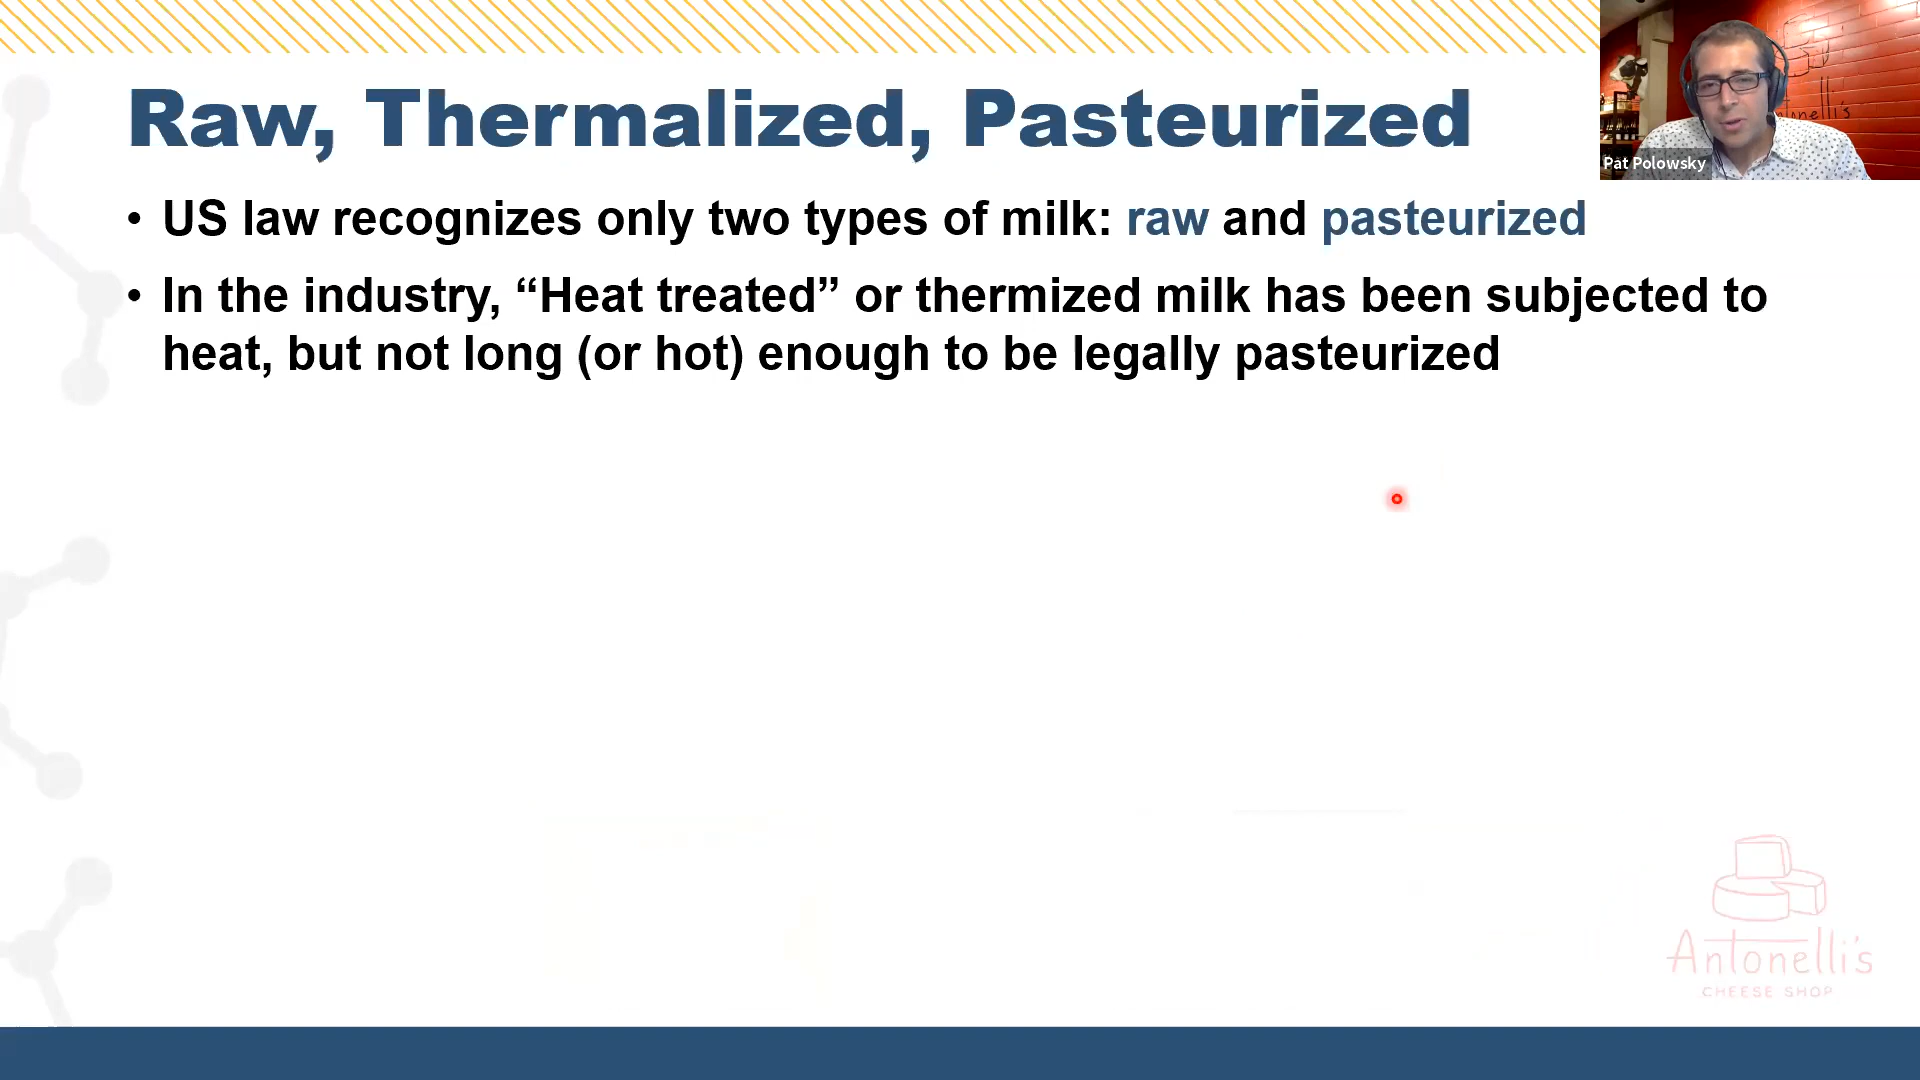 Raw, Thermalized, Pasteurized
• US law recognizes only two types of milk: raw and pasteurized
• In the industry, “Heat treated” or thermized milk has been subjected to
heat, but not long (or hot) enough to be legally pasteurized
Pat Polowsky
Antonelli's
CHEESE SHOP